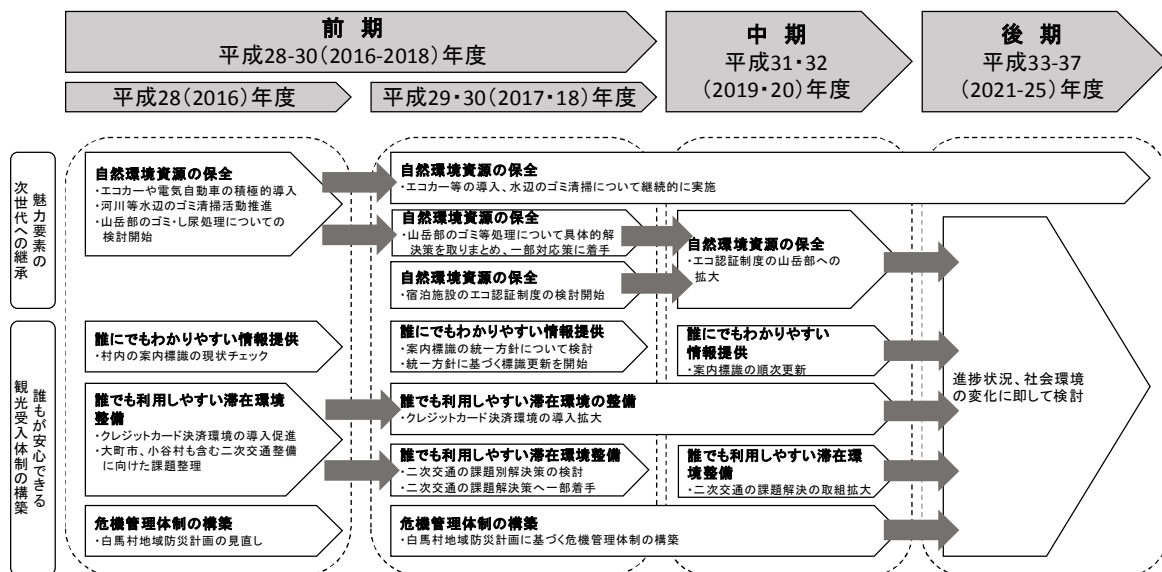 前 期
平成28-30(2016-2018)年度
中 期
平成31・32
(2019・20)年度
後 期
平成33-37
(2021-25)年度
平成28(2016)年度
平成29・30(2017・18)年度
魅力要素の
次世代への継承
自然環境資源の保全
・エコカーや電気自動車の積極的導入
・河川等水辺のゴミ清掃活動推進
・山岳部のゴミ・し尿処理についての
検討開始
自然環境資源の保全
・エコカー等の導入、水辺のゴミ清掃について継続的に実施
自然環境資源の保全
・山岳部のゴミ等処理について具体的解
決策を取りまとめ、一部対応策に着手
自然環境資源の保全
・宿泊施設のエコ認証制度の検討開始
自然環境資源の保全
・エコ認証制度の山岳部への
拡大
誰もが安心できる
観光受入体制の構築
誰にでもわかりやすい情報提供
・村内の案内標識の現状チェック
誰にでもわかりやすい情報提供
・案内標識の統一方針について検討
・統一方針に基づく標識更新を開始
誰にでもわかりやすい
情報提供
・案内標識の順次更新
誰でも利用しやすい滞在環境
整備
・クレジットカード決済環境の導入促進
・大町市、小谷村も含む二次交通整備
に向けた課題整理
誰でも利用しやすい滞在環境の整備
・クレジットカード決済環境の導入拡大
誰でも利用しやすい滞在環境整備
・二次交通の課題別解決策の検討
・二次交通の課題解決策へ一部着手
誰でも利用しやすい滞在環
境整備
・二次交通の課題解決の取組拡大
危機管理体制の構築
・白馬村地域防災計画の見直し
危機管理体制の構築
・白馬村地域防災計画に基づく危機管理体制の構築
進捗状況、社会環境
の変化に即して検討